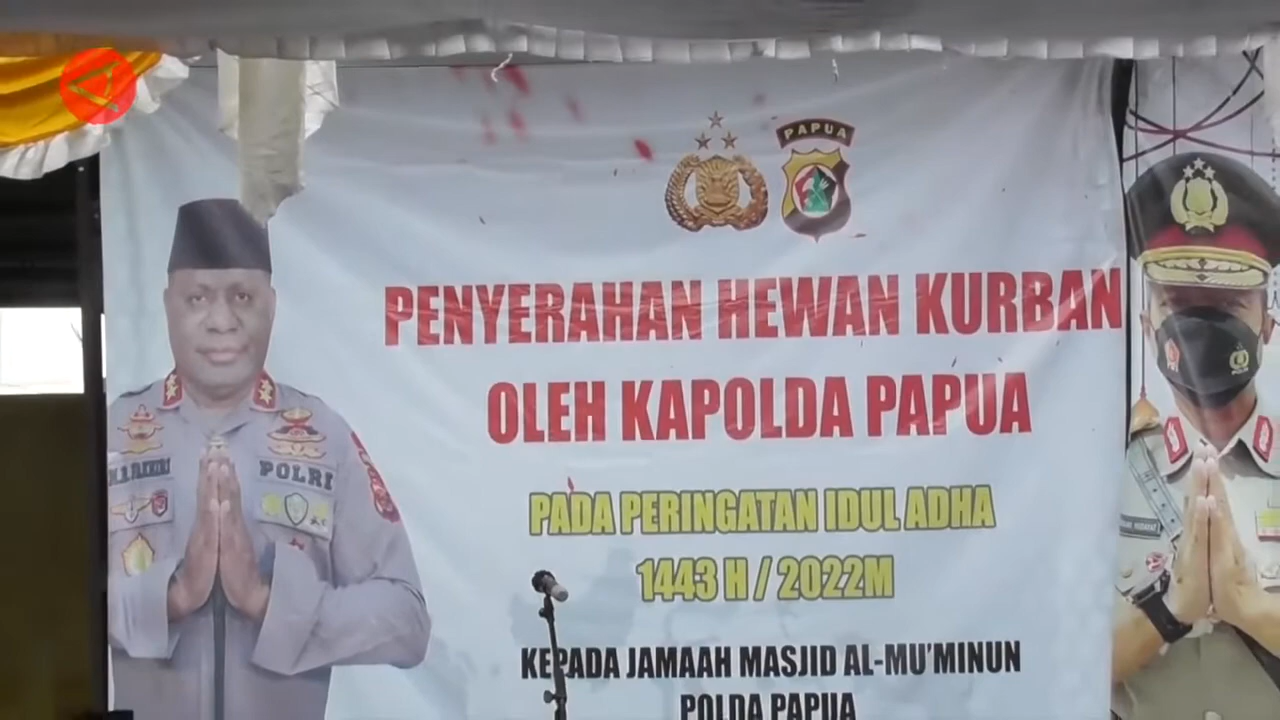 PAPUA
PENYERAHAN HEWAN KURBAN
OLEH KAPOLDA PAPUA
PADA PERINGATAN IDUL ADHA
1443 H / 2022M
KEPADA JAMAAH MASJID AL-MU'MINUN
POLDA PAPUA
POLRI